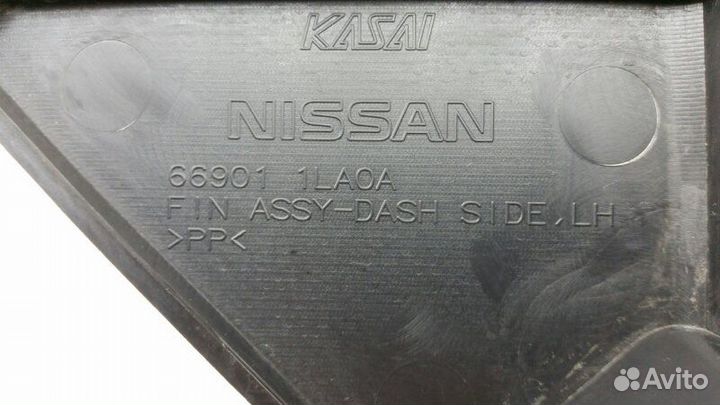 KASAI
NISSAN
66901 1LA0A
FIN ASSY-DASH SIDE,LH
>PP<
Avito